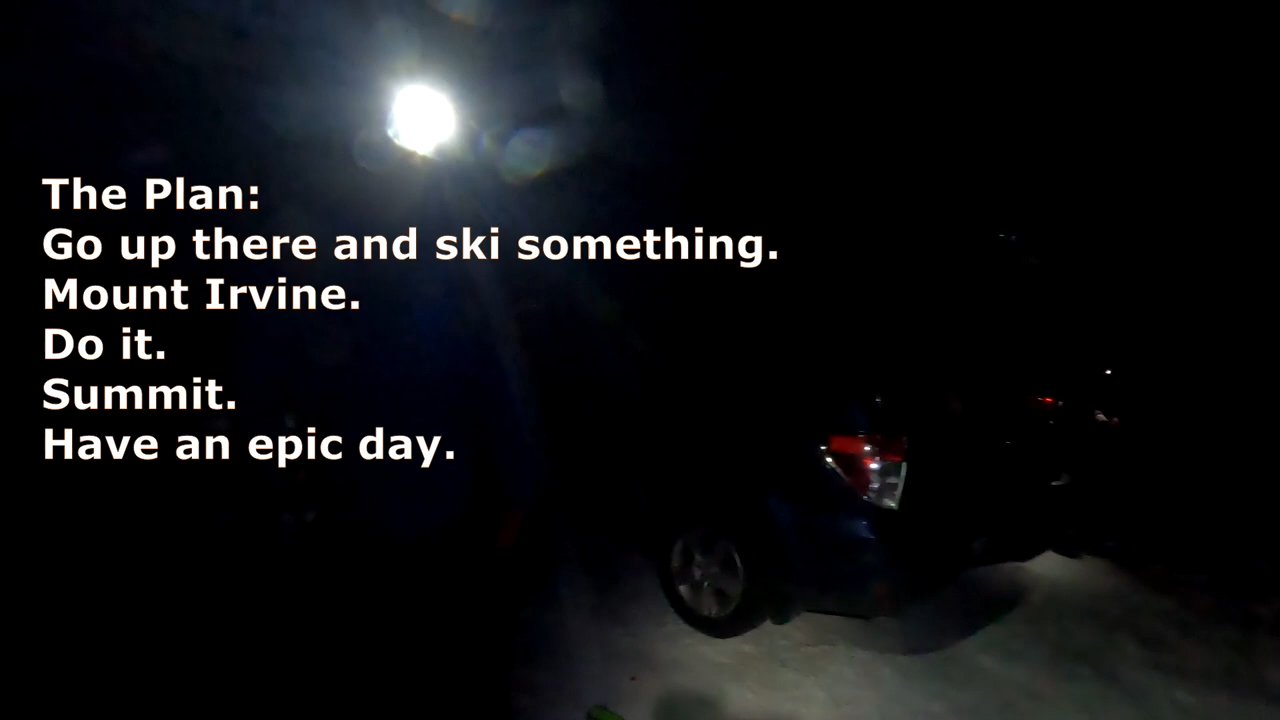 The Plan:
Go up there and ski something.
Mount Irvine.
Do it.
Summit.
Have an epic day.